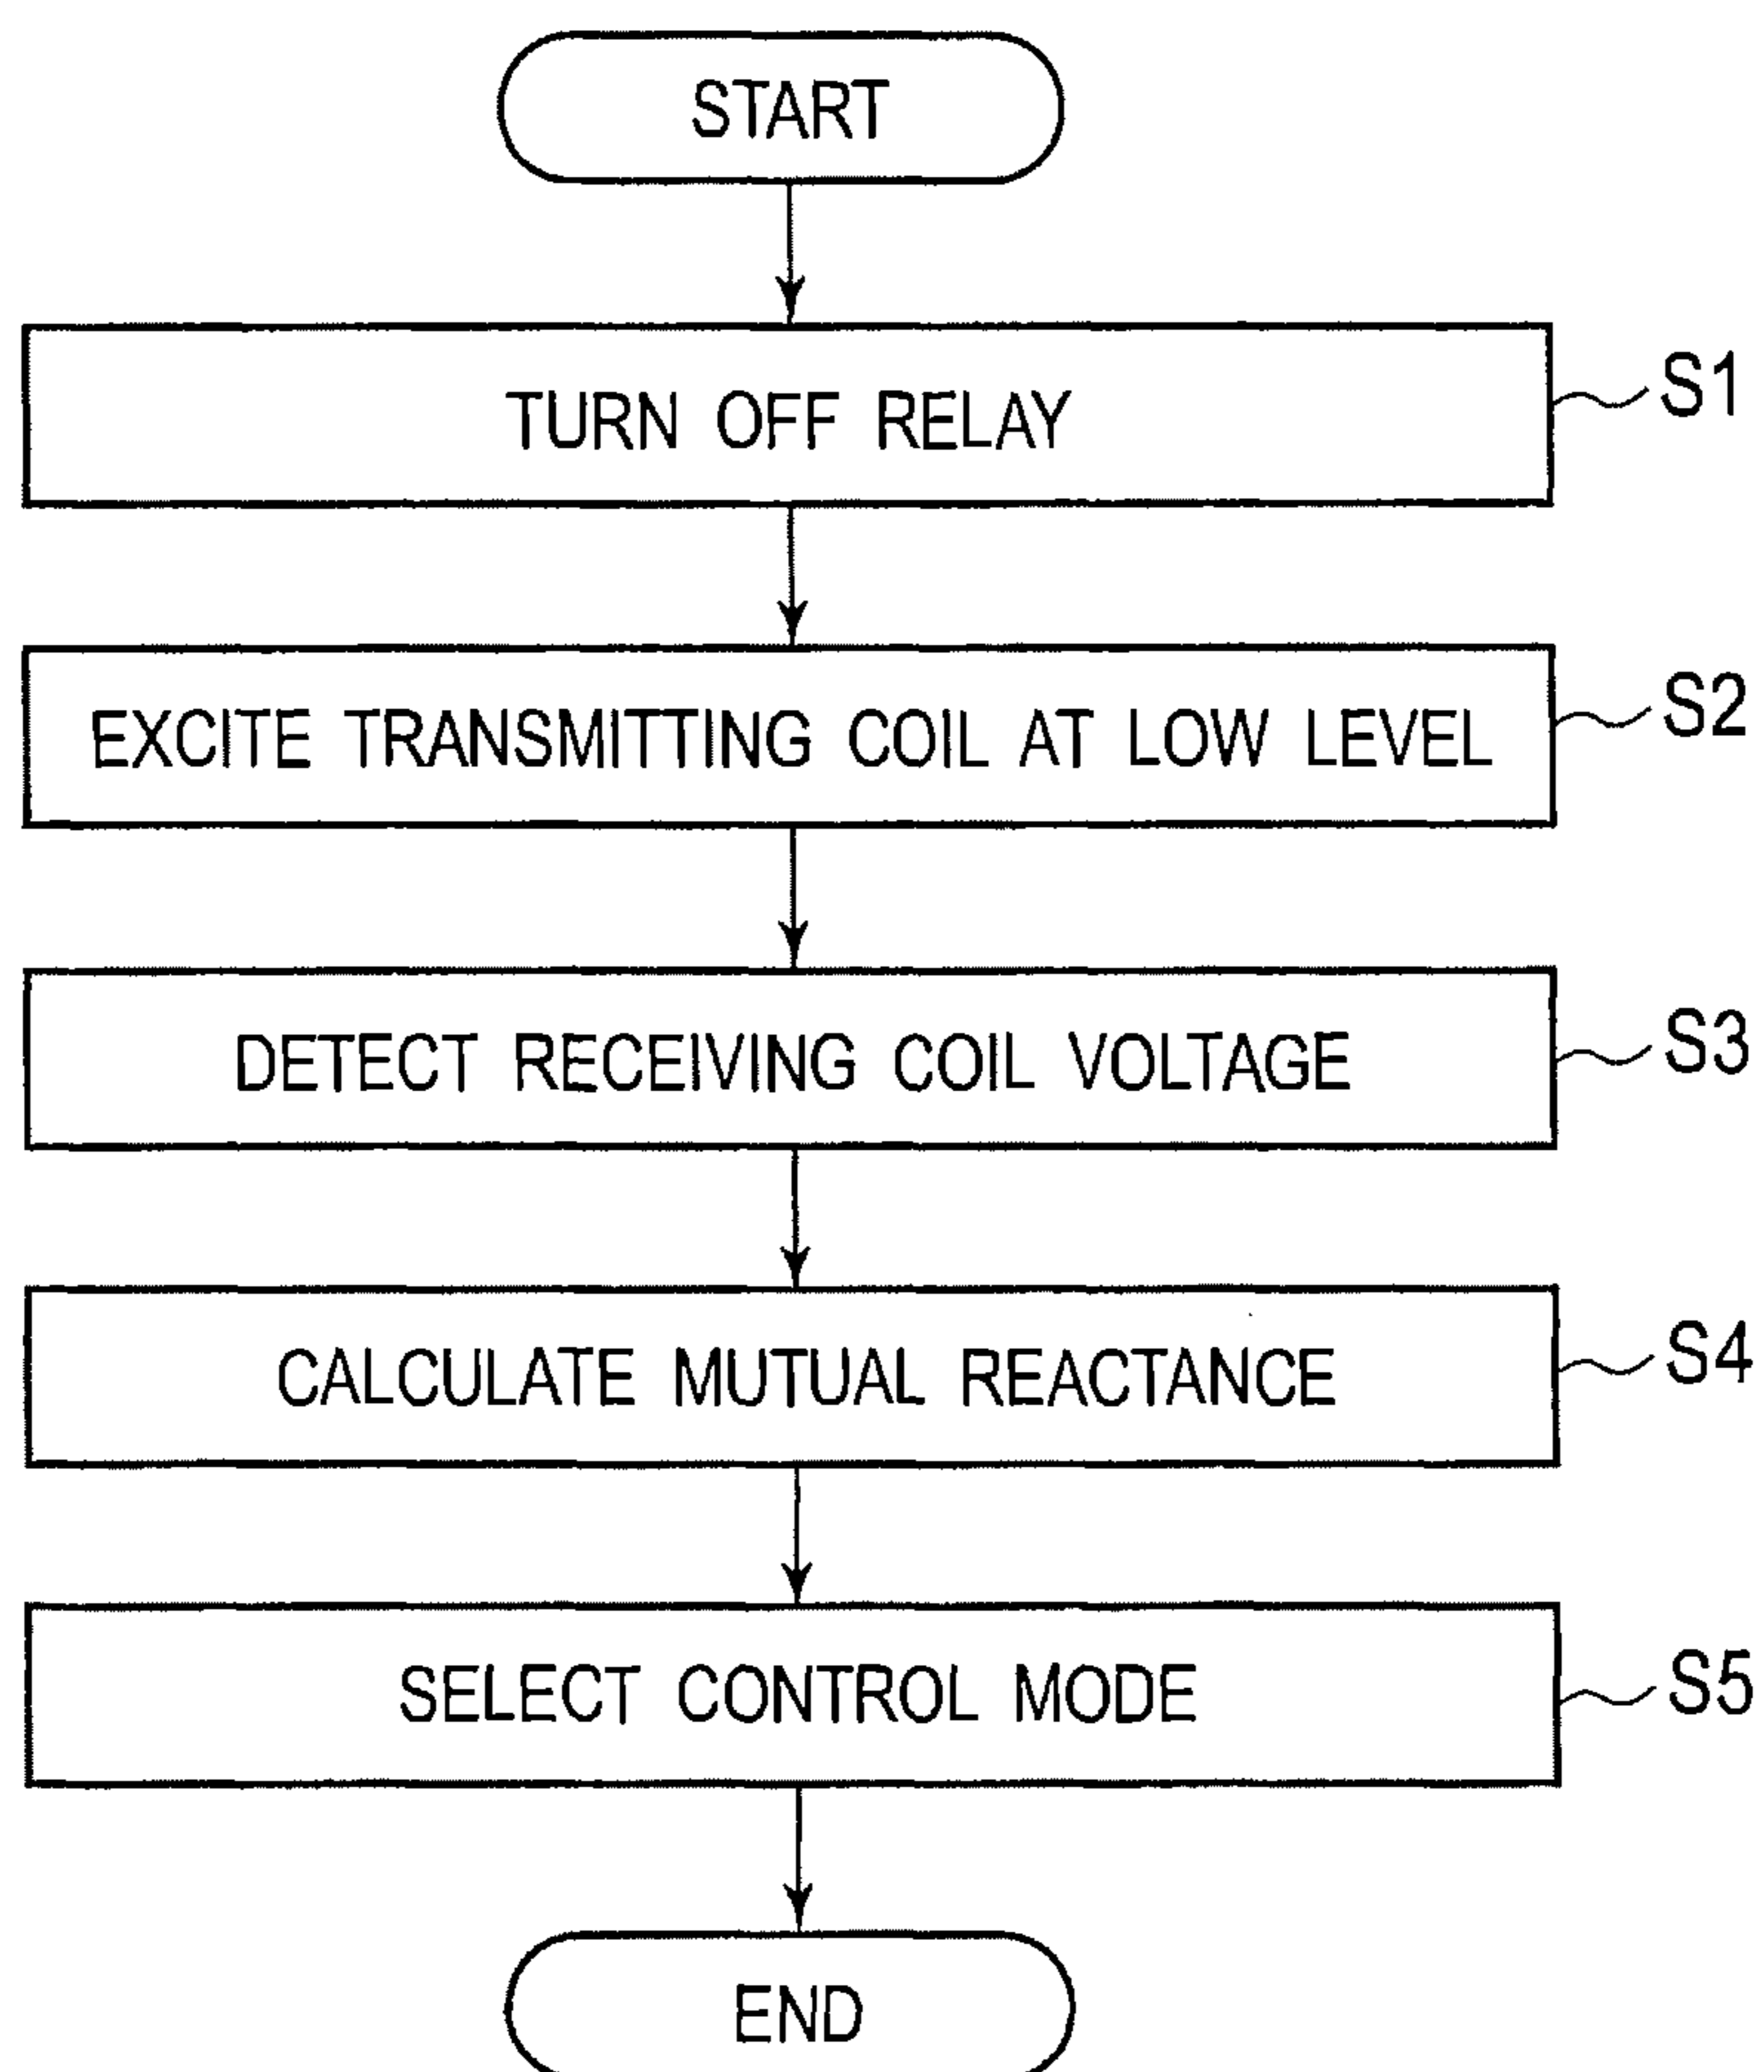 START
TURN OFF RELAY
S1
EXCITE TRANSMITTING COIL AT LOW LEVEL
S2
DETECT RECEIVING COIL VOLTAGE
S3
CALCULATE MUTUAL REACTANCE
S4
SELECT CONTROL MODE
S5
END